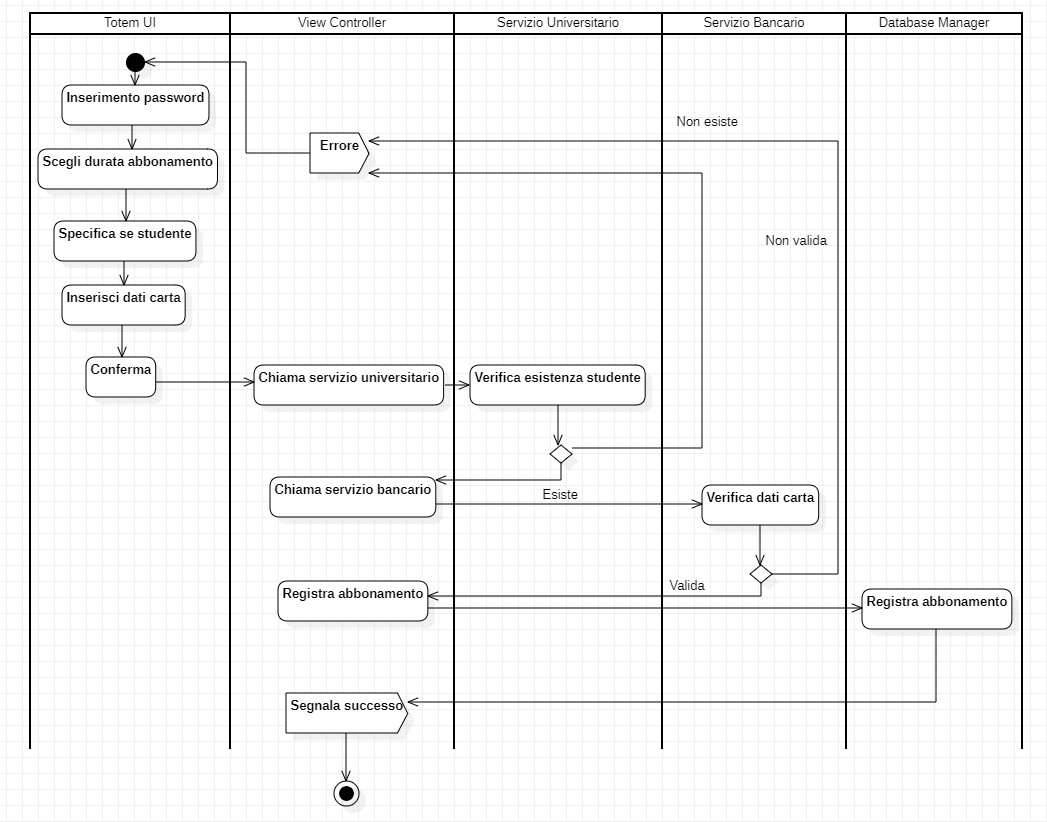 Totem UI
View Controller
Servizio Universitario
Servizio Bancario
Database Manager
Inserimento password
Non esiste
Errore
Scegli durata abbonamento
Specifica se studente
Non valida
Inserisci dati carta
Conferma
Chiama servizio universitario
Verifica esistenza studente
Chiama servizio bancario
Esiste
Verifica dati carta
Valida
Registra abbonamento
Registra abbonamento
Segnala successo